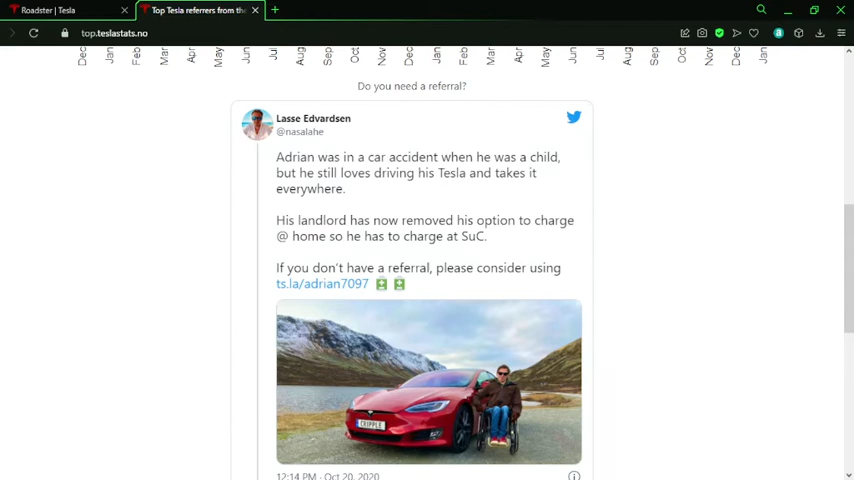 Roadster | Tesla
Top Tesla referrers from the
top.teslastats.no
Dec Jan Feb Mar Apr May Jun Jul Aug Sep Oct Nov Dec Jan Feb Mar Apr May Jun Jul Aug Sep Oct Nov Dec Jan
Do you need a referral?
Lasse Edvardsen
@nasalahe
Adrian was in a car accident when he was a child,
but he still loves driving his Tesla and takes it
everywhere.
His landlord has now removed his option to charge
@ home so he has to charge at SuC.
If you don't have a referral, please consider using
ts.la/adrian7097
CRIPPLE
12:14 PM · Oct 20, 2020